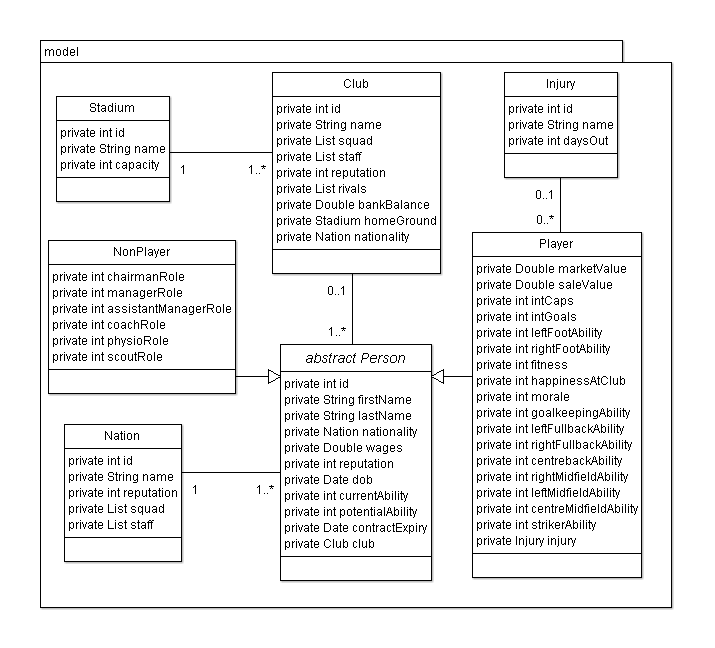 model
Stadium
private int id
private String name
private int capacity
1
1..*
Club
private int id
private String name
private List squad
private List staff
private int reputation
private List rivals
private Double bankBalance
private Stadium homeGround
private Nation nationality
0..1
1..*
Injury
private int id
private String name
private int daysOut
0..1
0..*
NonPlayer
private int chairmanRole
private int managerRole
private int assistantManagerRole
private int coachRole
private int physioRole
private int scoutRole
abstract Person
private int id
private String firstName
private String lastName
private Nation nationality
private Double wages
private int reputation
private Date dob
private int currentAbility
private int potentialAbility
private Date contractExpiry
private Club club
Player
private Double marketValue
private Double saleValue
private int intCaps
private int intGoals
private int leftFootAbility
private int rightFootAbility
private int fitness
private int happinessAtClub
private int morale
private int goalkeepingAbility
private int leftFullbackAbility
private int rightFullbackAbility
private int centrebackAbility
private int rightMidfieldAbility
private int leftMidfieldAbility
private int centreMidfieldAbility
private int strikerAbility
private Injury injury
Nation
private int id
private String name
private int reputation
private List squad
private List staff
1
1..*